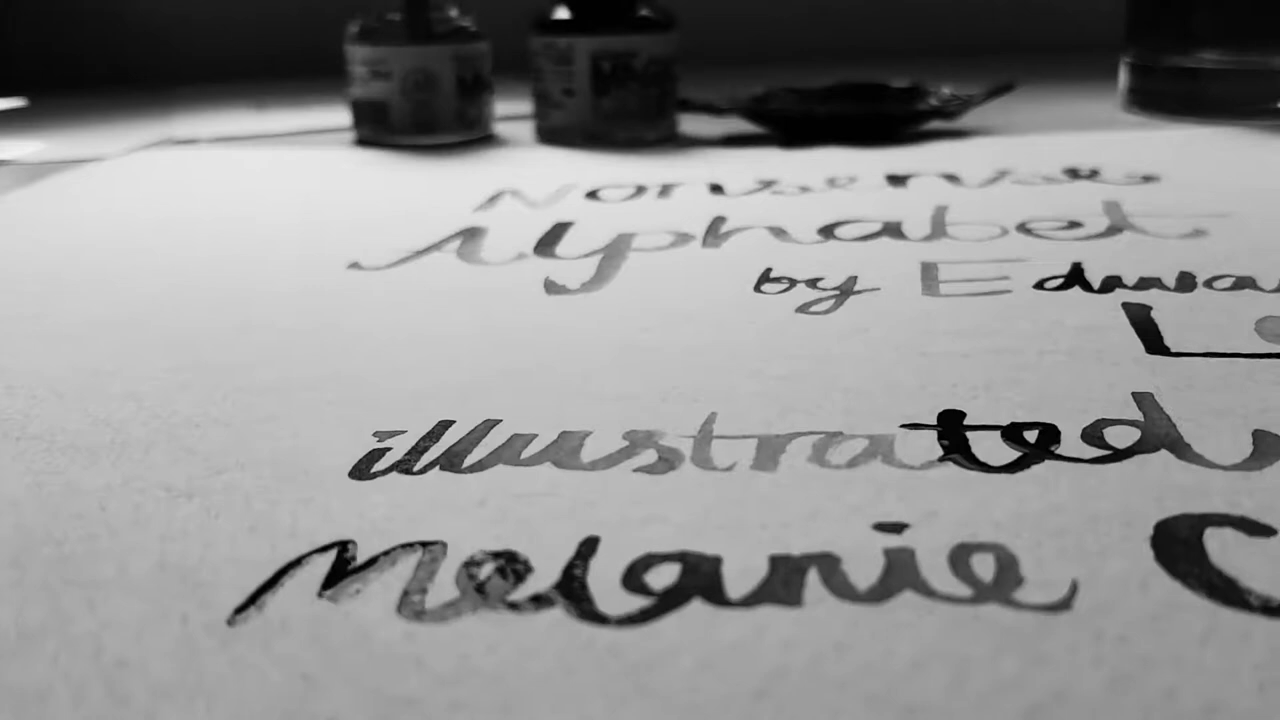 Nonsense
Alphabet
by Edwa
L
illustrated
Melanie C